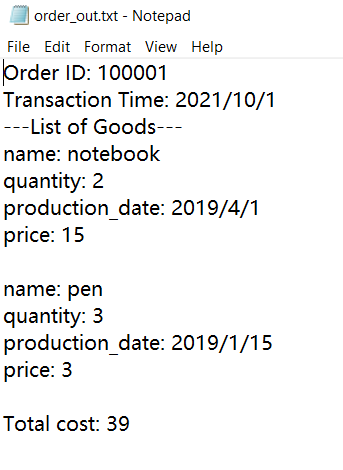 order_out.txt - Notepad
File Edit Format View Help
Order ID: 100001
Transaction Time: 2021/10/1
---List of Goods---
name: notebook
quantity: 2
production_date: 2019/4/1
price: 15

name: pen
quantity: 3
production_date: 2019/1/15
price: 3

Total cost: 39